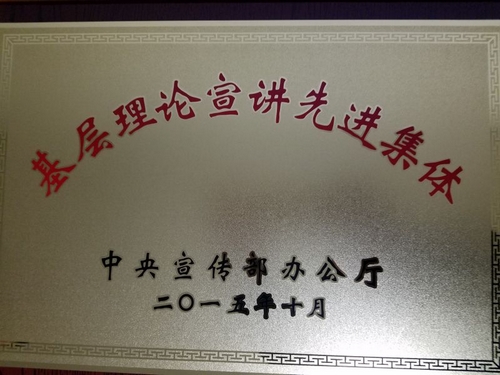 基层理论宣讲先进集体
中央宣传部办公厅
二〇一五年十月